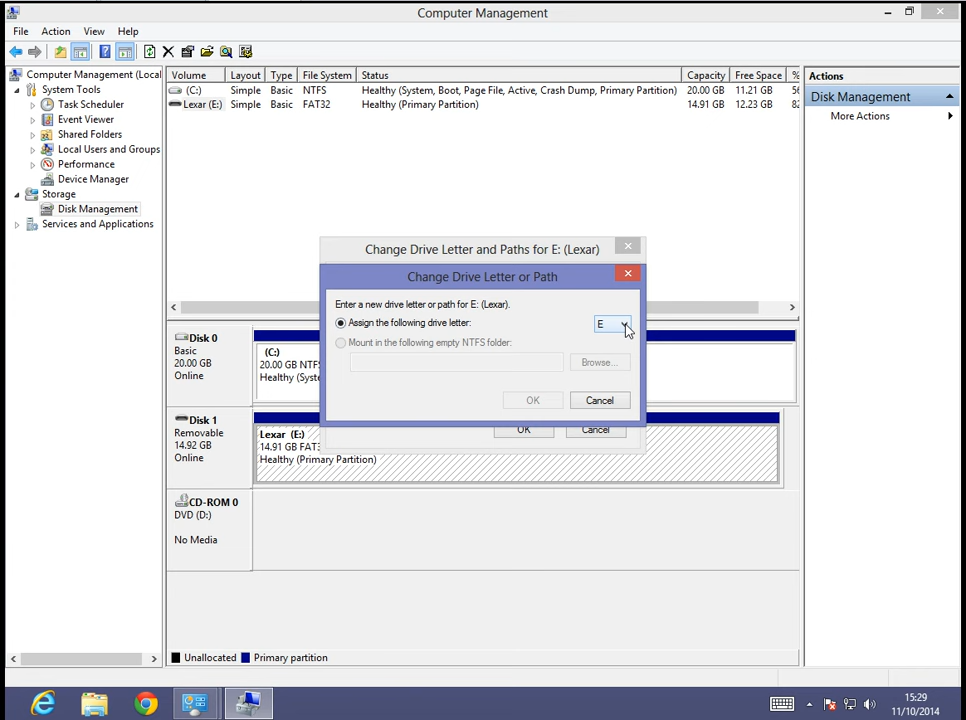 Computer Management
File Action View Help
Computer Management (Local
System Tools
Task Scheduler
Event Viewer
Shared Folders
Local Users and Groups
Performance
Device Manager
Storage
Disk Management
Services and Applications
Volume Layout Type File System Status Capacity Free Space %
(C:) Simple Basic NTFS Healthy (System, Boot, Page File, Active, Crash Dump, Primary Partition) 20.00 GB 11.21 GB 56
Lexar (E:) Simple Basic FAT32 Healthy (Primary Partition) 14.91 GB 12.23 GB 82
Actions
Disk Management
More Actions
Change Drive Letter and Paths for E: (Lexar)
Change Drive Letter or Path
Enter a new drive letter or path for E: (Lexar).
Assign the following drive letter: E
Mount in the following empty NTFS folder:
Browse...
OK Cancel
OK Cancel
Disk 0
Basic
20.00 GB
Online
(C:)
20.00 GB NTFS
Healthy (Syste
Disk 1
Removable
14.92 GB
Online
Lexar (E:)
14.91 GB FAT3
Healthy (Primary Partition)
CD-ROM 0
DVD (D:)
No Media
Unallocated Primary partition
15:29
11/10/2014